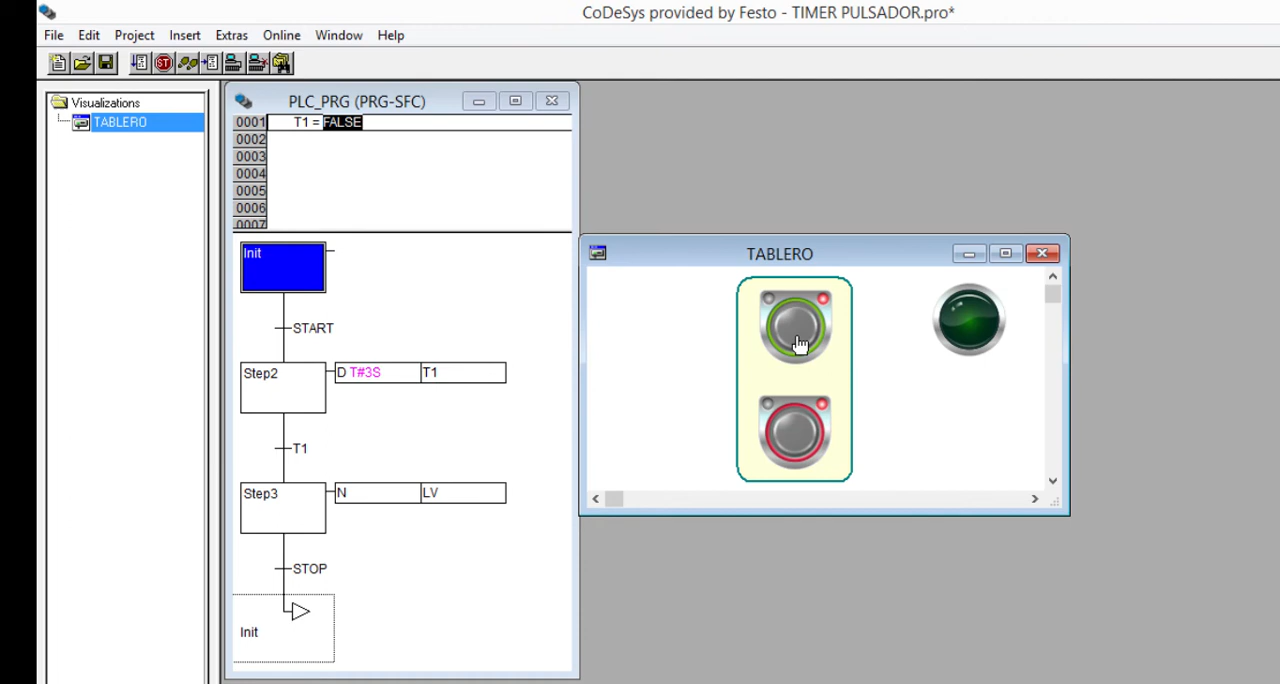 CoDeSys provided by Festo - TIMER PULSADOR.pro*
File Edit Project Insert Extras Online Window Help
ST
Visualizations
TABLERO
PLC_PRG (PRG-SFC)
0001 T1 = FALSE
0002
0003
0004
0005
0006
0007
Init
START
Step2 D T#3S T1
T1
Step3 N LV
STOP
Init
TABLERO